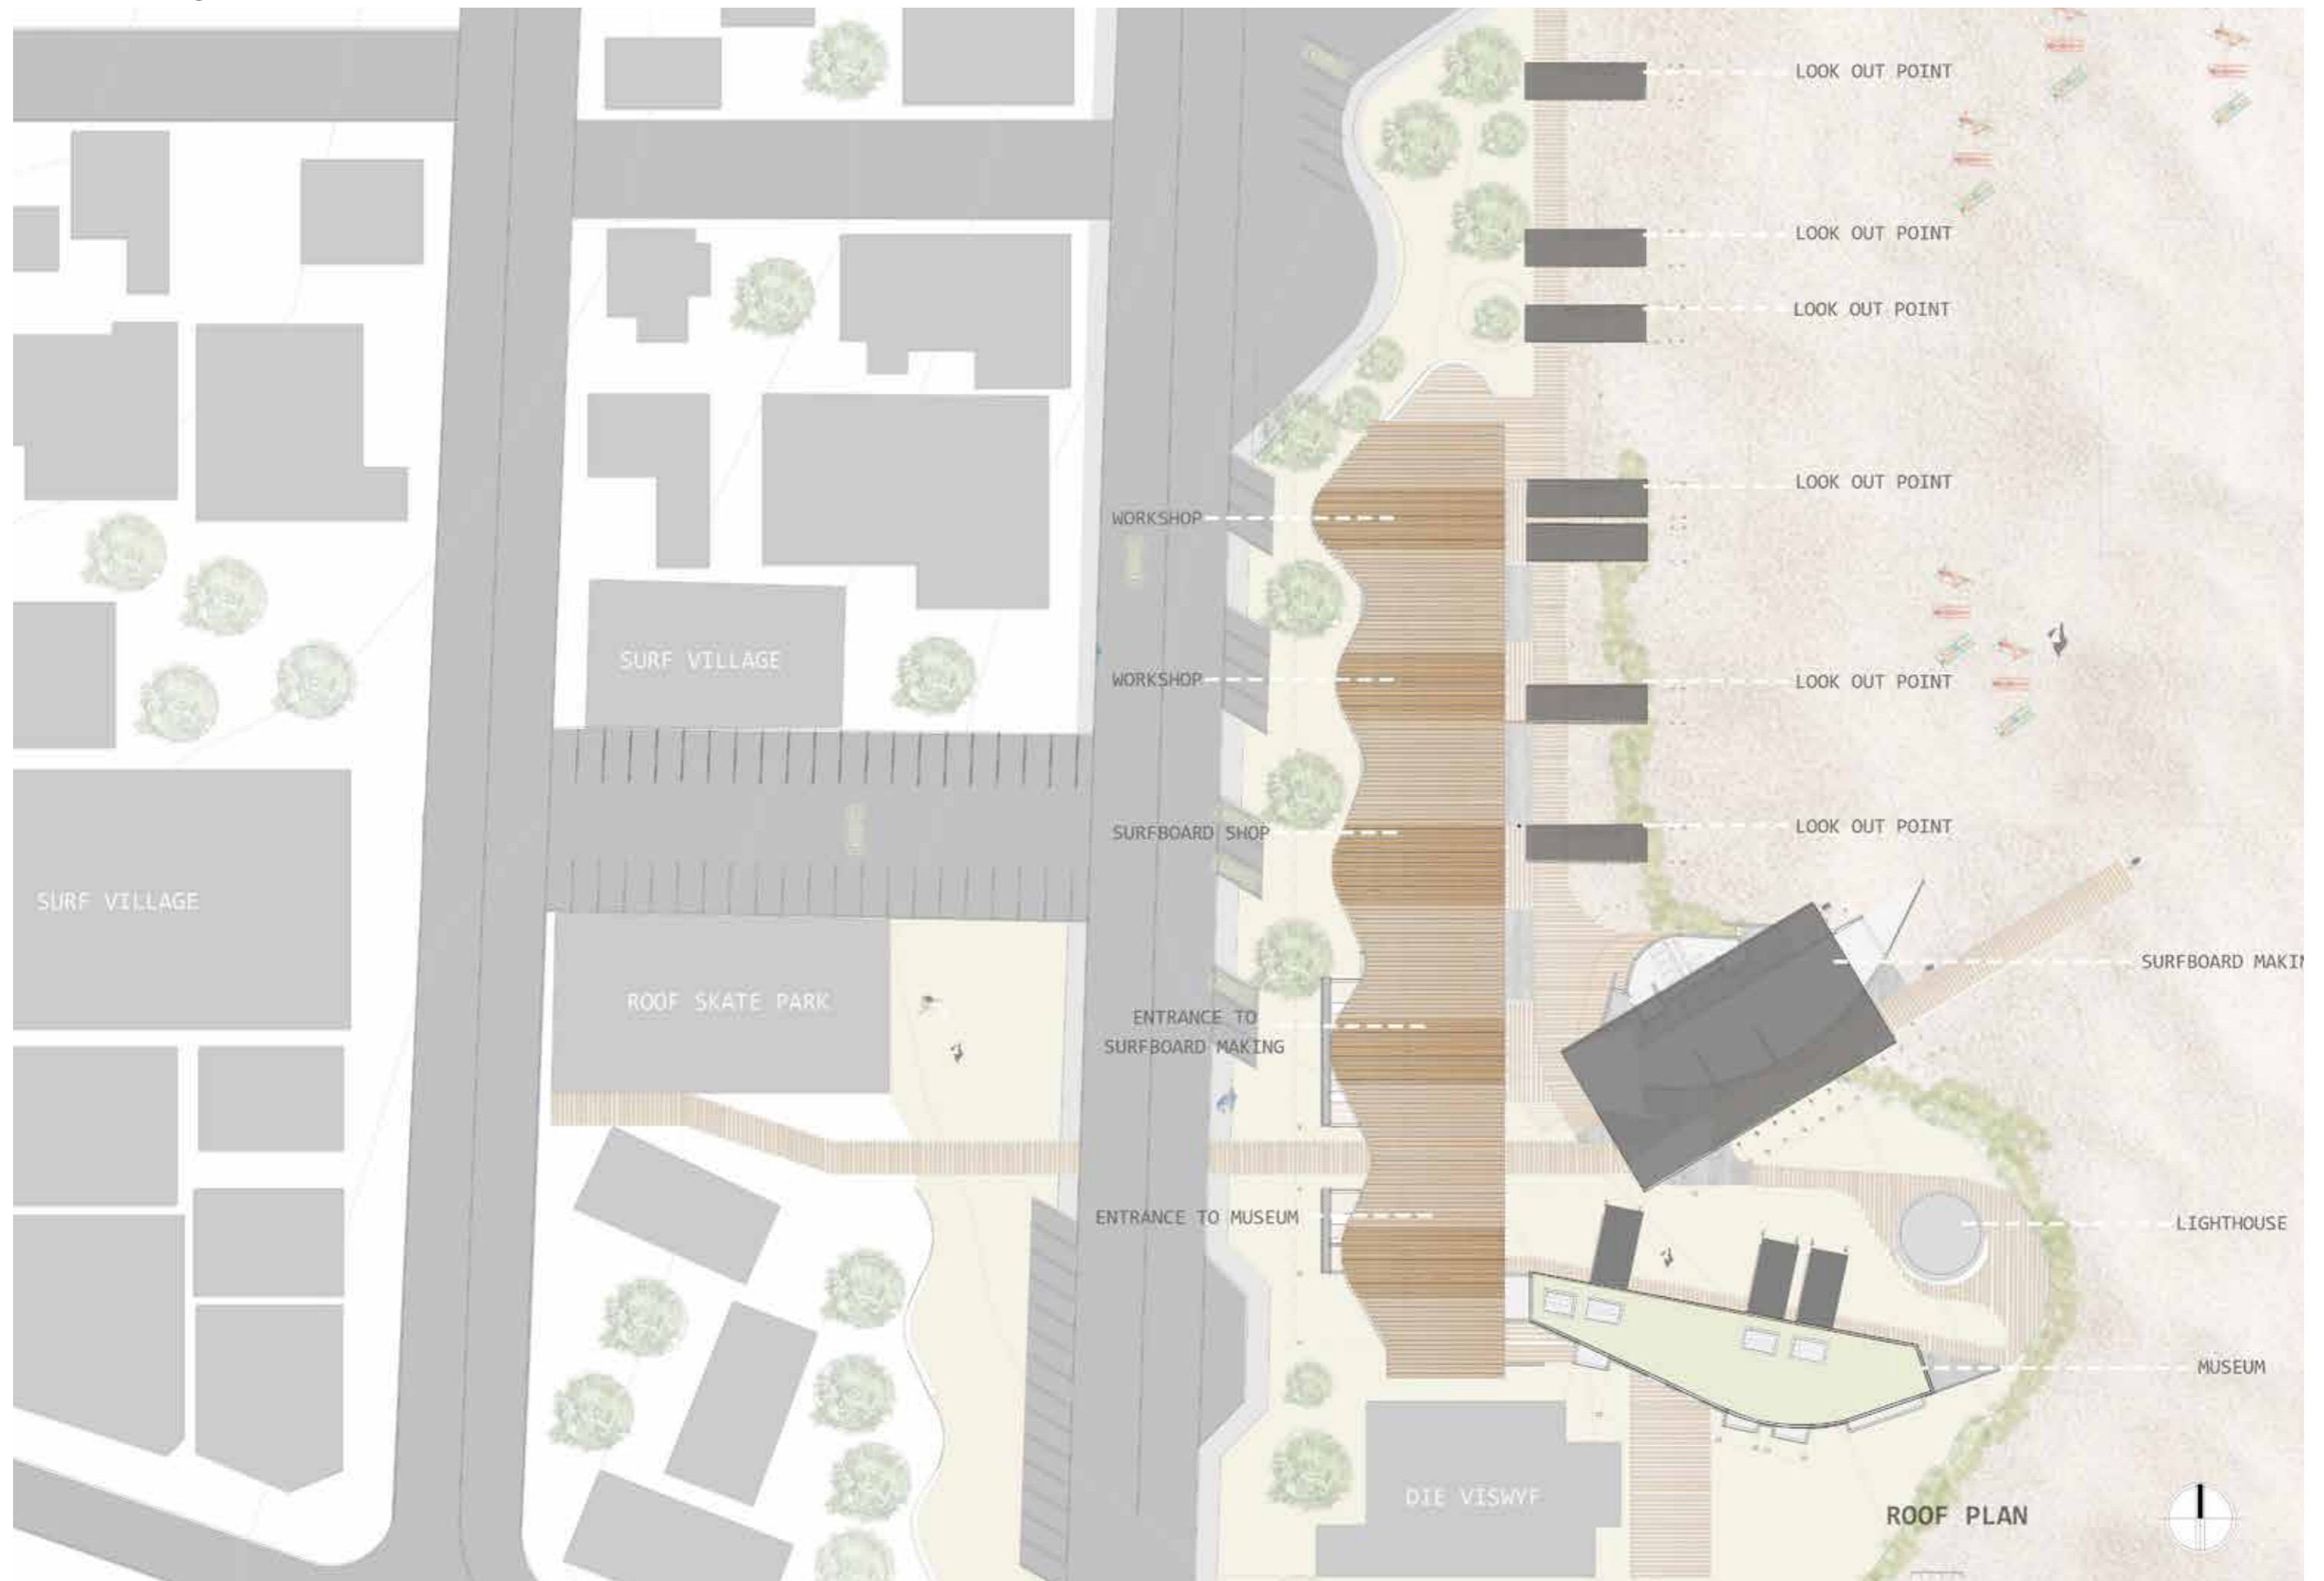 LOOK OUT POINT
LOOK OUT POINT
LOOK OUT POINT
LOOK OUT POINT
WORKSHOP
SURF VILLAGE
WORKSHOP
LOOK OUT POINT
SURFBOARD SHOP
LOOK OUT POINT
SURF VILLAGE
SURFBOARD MAKIN
ROOF SKATE PARK
ENTRANCE TO
SURFBOARD MAKING
ENTRANCE TO MUSEUM
LIGHTHOUSE
MUSEUM
DIE VISWYF
ROOF PLAN